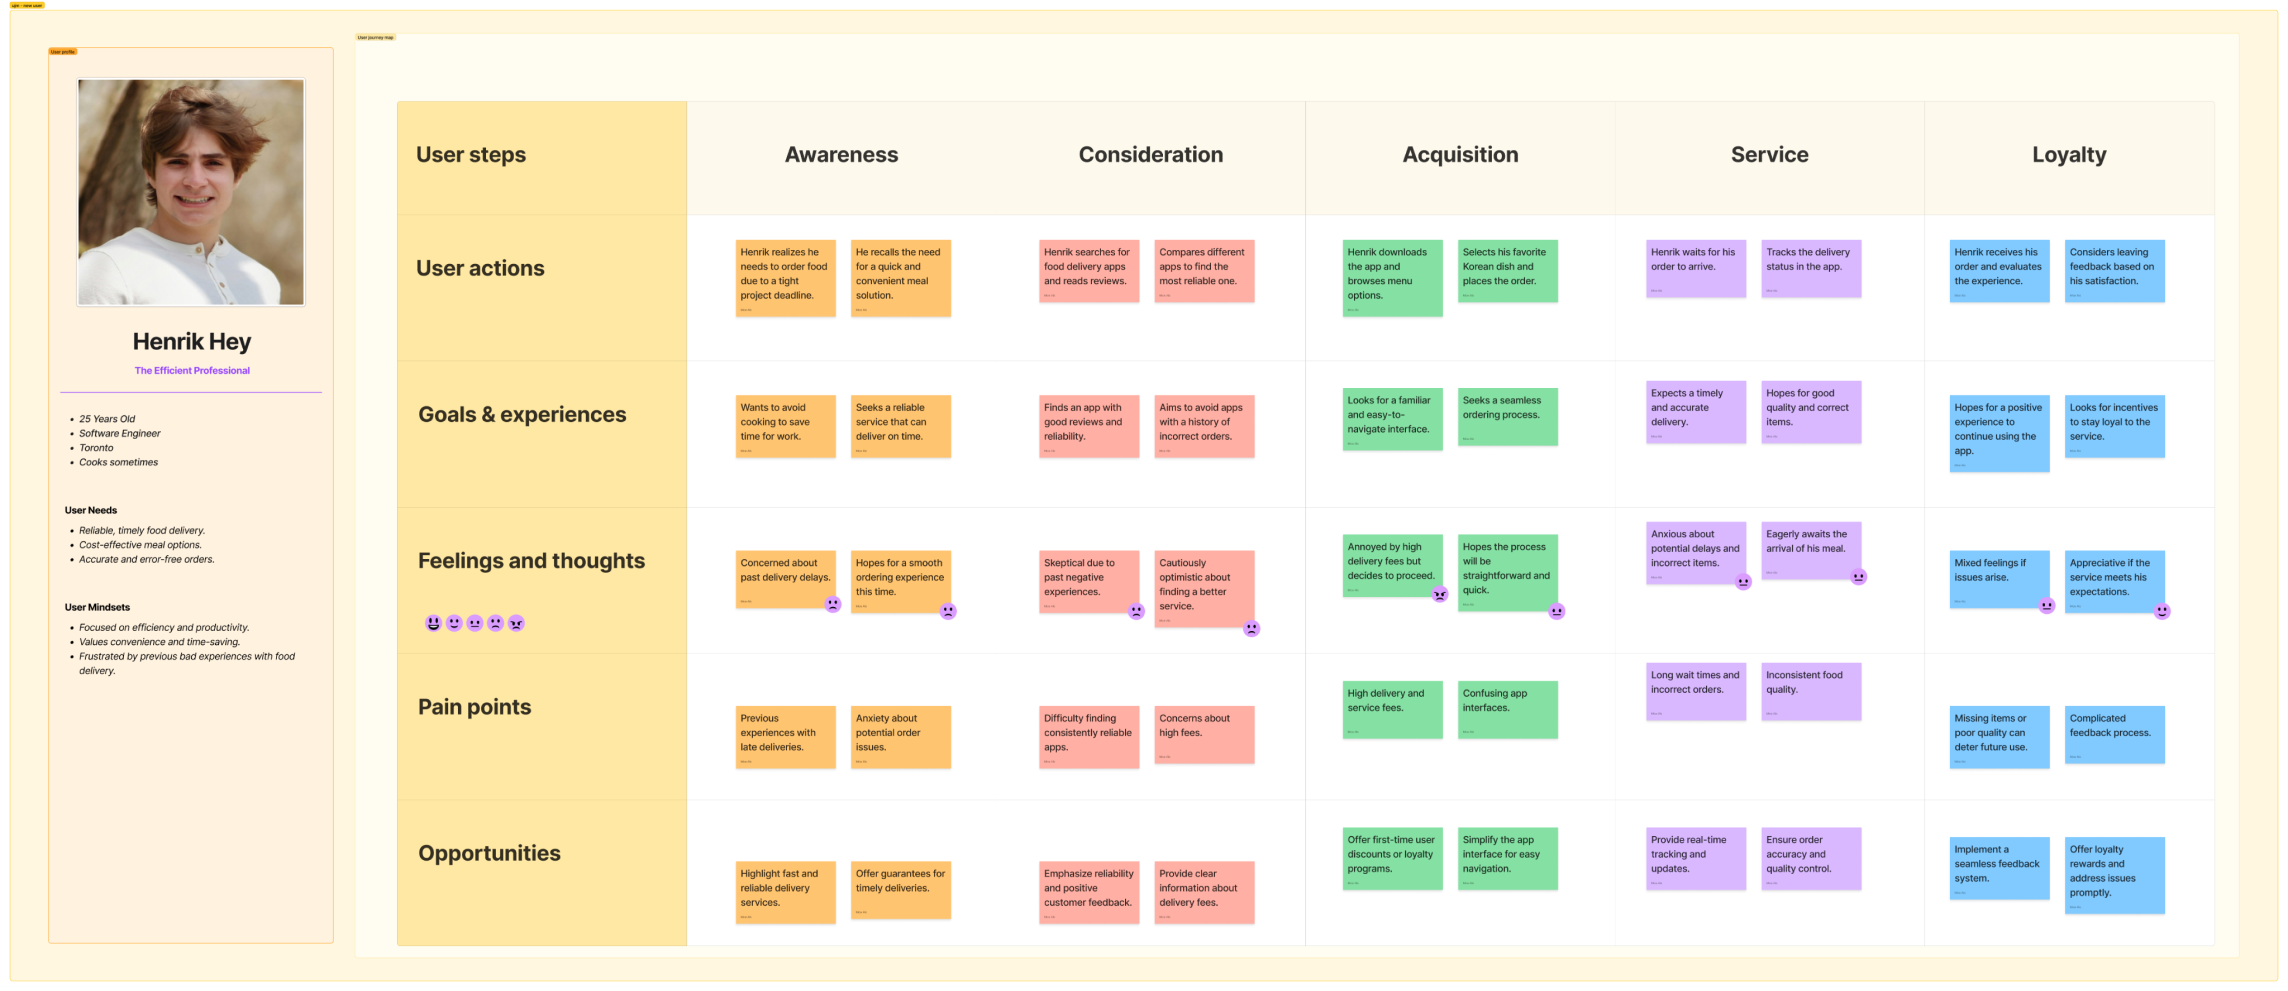 ujm - new user
User profile
User journey map
Henrik Hey
The Efficient Professional
• 25 Years Old
• Software Engineer
• Toronto
• Cooks sometimes
User Needs
• Reliable, timely food delivery.
• Cost-effective meal options.
• Accurate and error-free orders.
User Mindsets
• Focused on efficiency and productivity.
• Values convenience and time-saving.
• Frustrated by previous bad experiences with food
delivery.
User steps
Awareness
Consideration
Acquisition
Service
Loyalty
User actions
Henrik realizes he
needs to order food
due to a tight
project deadline.
He recalls the need
for a quick and
convenient meal
solution.
Henrik searches for
food delivery apps
and reads reviews.
Compares different
apps to find the
most reliable one.
Henrik downloads
the app and
browses menu
options.
Selects his favorite
Korean dish and
places the order.
Henrik waits for his
order to arrive.
Tracks the delivery
status in the app.
Henrik receives his
order and evaluates
the experience.
Considers leaving
feedback based on
his satisfaction.
Goals & experiences
Wants to avoid
cooking to save
time for work.
Seeks a reliable
service that can
deliver on time.
Finds an app with
good reviews and
reliability.
Aims to avoid apps
with a history of
incorrect orders.
Looks for a familiar
and easy-to-
navigate interface.
Seeks a seamless
ordering process.
Expects a timely
and accurate
delivery.
Hopes for good
quality and correct
items.
Hopes for a positive
experience to
continue using the
app.
Looks for incentives
to stay loyal to the
service.
Feelings and thoughts
Concerned about
past delivery delays.
Hopes for a smooth
ordering experience
this time.
Skeptical due to
past negative
experiences.
Cautiously
optimistic about
finding a better
service.
Annoyed by high
delivery fees but
decides to proceed.
Hopes the process
will be
straightforward and
quick.
Anxious about
potential delays and
incorrect items.
Eagerly awaits the
arrival of his meal.
Mixed feelings if
issues arise.
Appreciative if the
service meets his
expectations.
Pain points
Previous
experiences with
late deliveries.
Anxiety about
potential order
issues.
Difficulty finding
consistently reliable
apps.
Concerns about
high fees.
High delivery and
service fees.
Confusing app
interfaces.
Long wait times and
incorrect orders.
Inconsistent food
quality.
Missing items or
poor quality can
deter future use.
Complicated
feedback process.
Opportunities
Highlight fast and
reliable delivery
services.
Offer guarantees for
timely deliveries.
Emphasize reliability
and positive
customer feedback.
Provide clear
information about
delivery fees.
Offer first-time user
discounts or loyalty
programs.
Simplify the app
interface for easy
navigation.
Provide real-time
tracking and
updates.
Ensure order
accuracy and
quality control.
Implement a
seamless feedback
system.
Offer loyalty
rewards and
address issues
promptly.